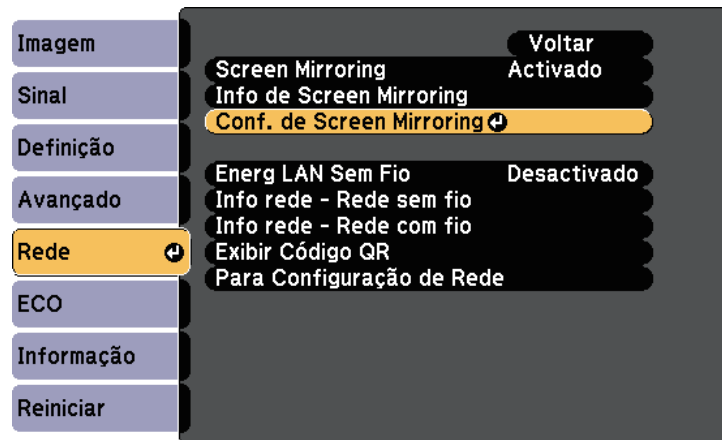 Imagem
Sinal
Definição
Avançado
Rede
ECO
Informação
Reiniciar
Voltar
Screen Mirroring Activado
Info de Screen Mirroring
Conf. de Screen Mirroring
Energ LAN Sem Fio Desactivado
Info rede - Rede sem fio
Info rede - Rede com fio
Exibir Código QR
Para Configuração de Rede